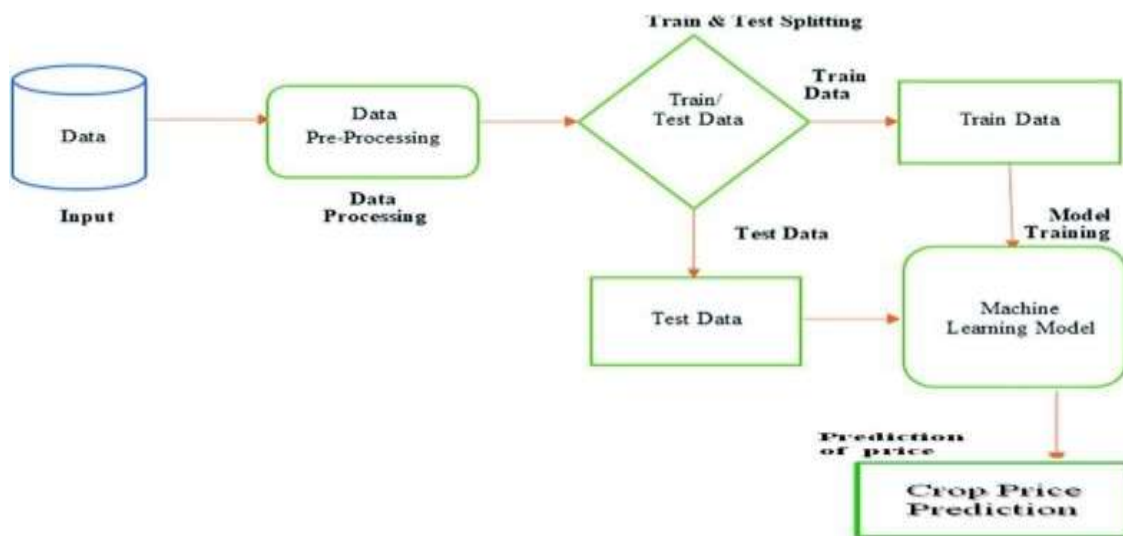 Train & Test Splitting
Data
Input
Data
Pre-Processing
Data
Processing
Train/
Test Data
Train
Data
Train Data
Test Data
Test Data
Model
Training
Machine
Learning Model
Prediction
of price
Crop Price
Prediction